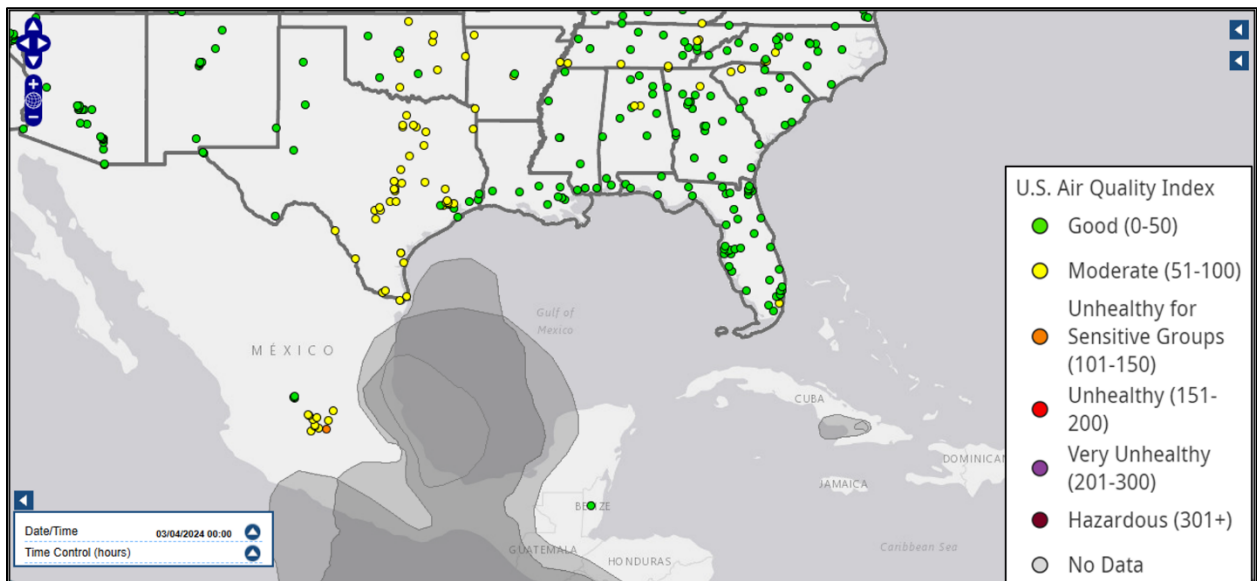 U.S. Air Quality Index
Good (0-50)
Moderate (51-100)
Unhealthy for
Sensitive Groups
(101-150)
Unhealthy (151-
200)
Very Unhealthy
(201-300)
Hazardous (301+)
No Data
Gulf of
Mexico
MÉXICO
CUBA
DOMINICAN
JAMAICA
BELIZE
GUATEMALA
HONDURAS
Caribbean Sea
Date/Time 03/04/2024 00:00
Time Control (hours)